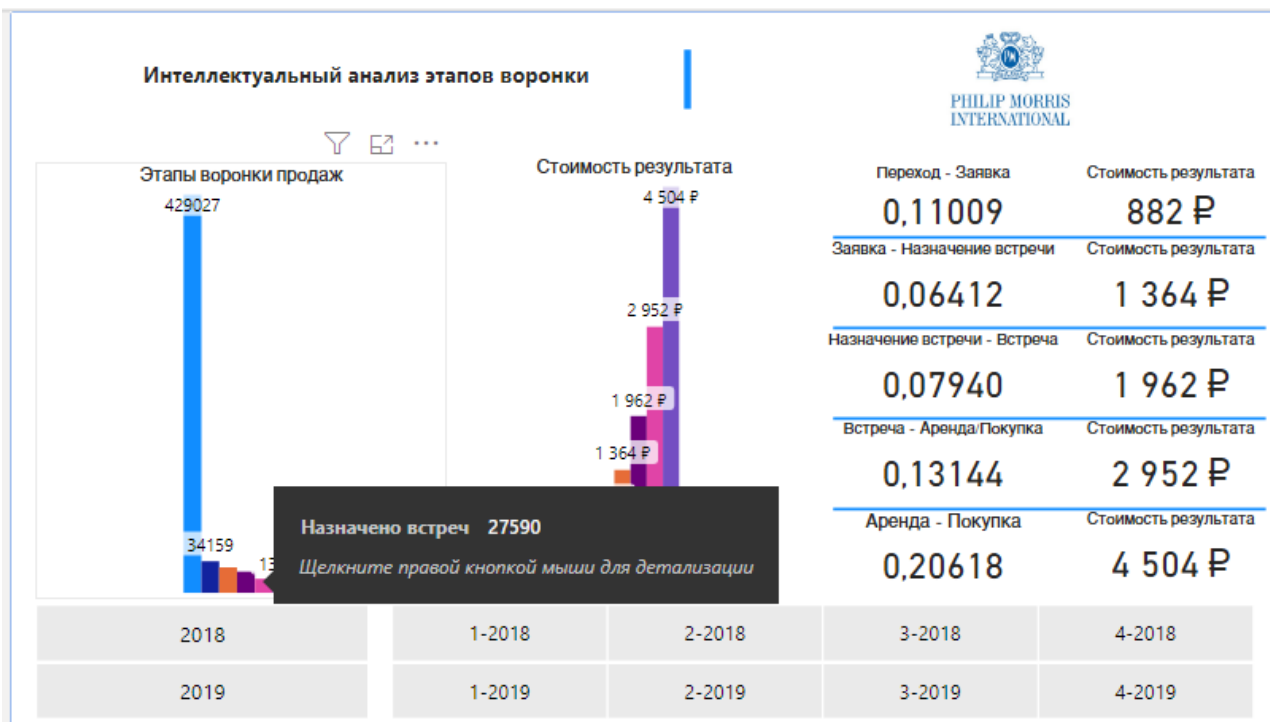 Интеллектуальный анализ этапов воронки
PHILIP MORRIS
INTERNATIONAL
Этапы воронки продаж
429027
34159
13
Назначено встреч 27590
Щелкните правой кнопкой мыши для детализации
Стоимость результата
4 504 ₽
2 952 ₽
1 962 ₽
1 364 ₽
Переход - Заявка Стоимость результата
0,11009 882 ₽
Заявка - Назначение встречи Стоимость результата
0,06412 1 364 ₽
Назначение встречи - Встреча Стоимость результата
0,07940 1 962 ₽
Встреча - Аренда/Покупка Стоимость результата
0,13144 2 952 ₽
Аренда - Покупка Стоимость результата
0,20618 4 504 ₽
2018 1-2018 2-2018 3-2018 4-2018
2019 1-2019 2-2019 3-2019 4-2019